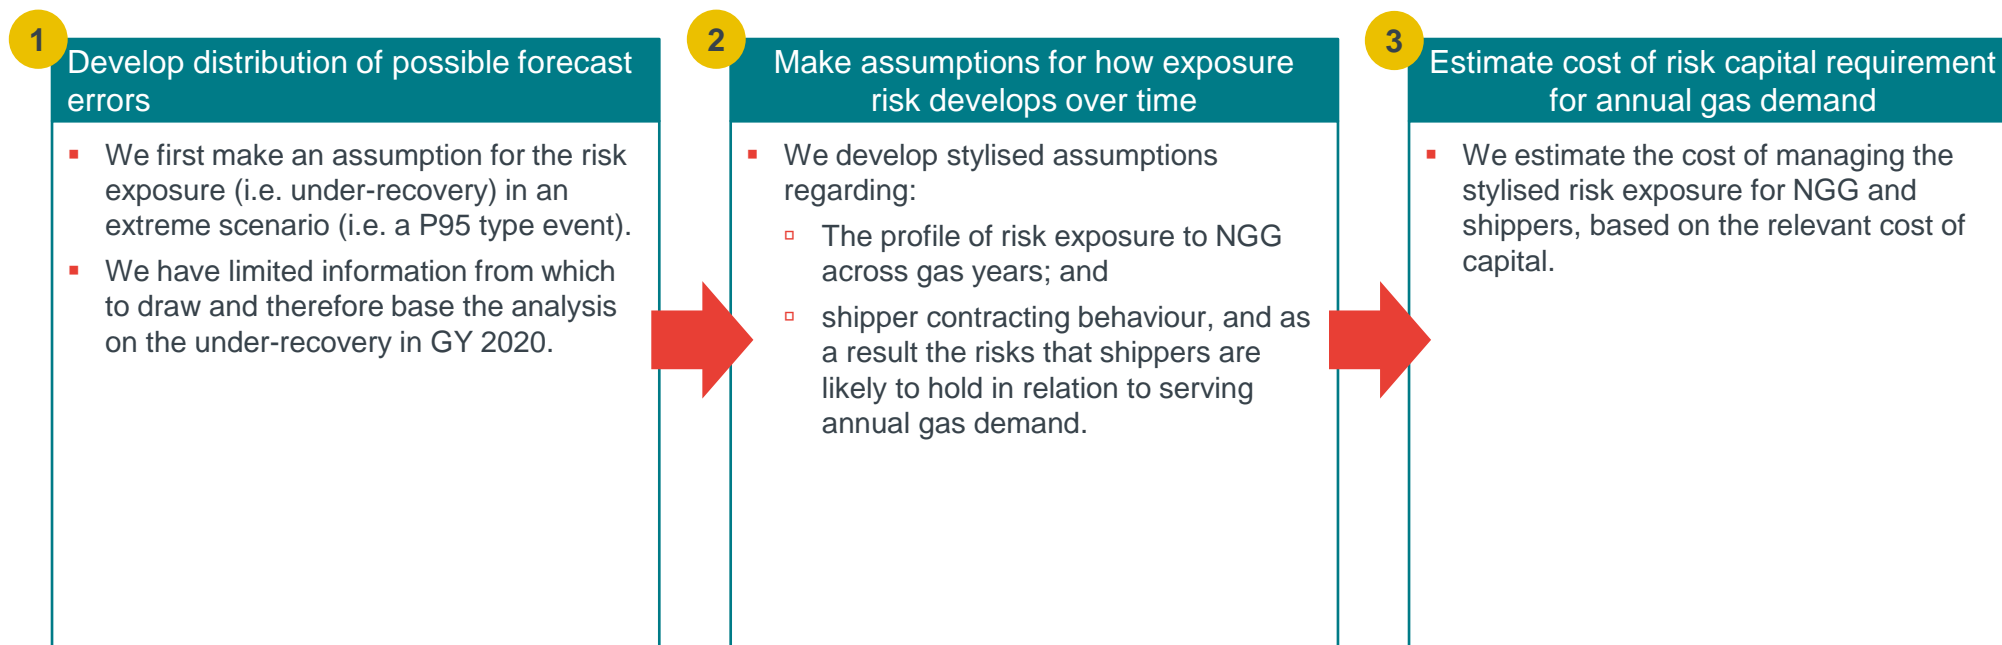 1
Develop distribution of possible forecast
errors
▪ We first make an assumption for the risk
exposure (i.e. under-recovery) in an
extreme scenario (i.e. a P95 type event).
▪ We have limited information from which
to draw and therefore base the analysis
on the under-recovery in GY 2020.
2
Make assumptions for how exposure
risk develops over time
▪ We develop stylised assumptions
regarding:
▫ The profile of risk exposure to NGG
across gas years; and
▫ shipper contracting behaviour, and as
a result the risks that shippers are
likely to hold in relation to serving
annual gas demand.
3
Estimate cost of risk capital requirement
for annual gas demand
▪ We estimate the cost of managing the
stylised risk exposure for NGG and
shippers, based on the relevant cost of
capital.